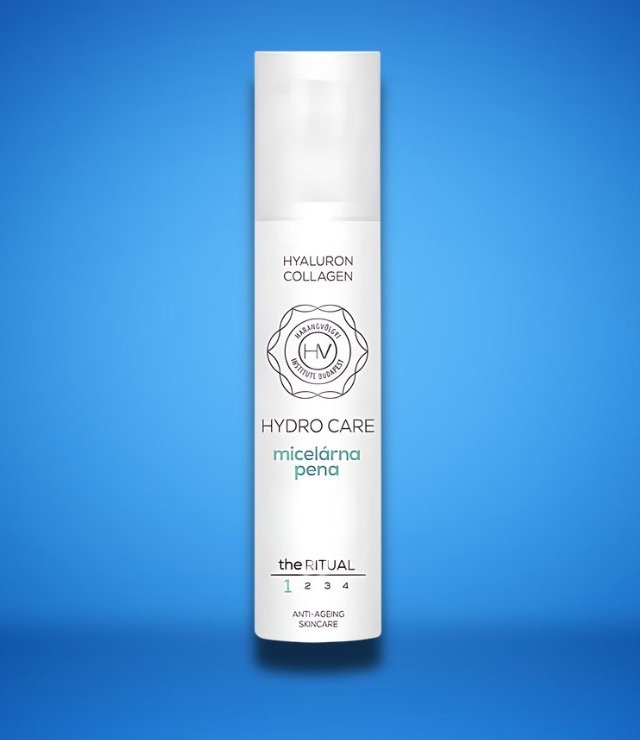 HYALURON
COLLAGEN
HARANGVÖLGYI
HV
INSTITUTE BUDAPEST
HYDRO CARE
micelárna
pena
the RITUAL
1 2 3 4
ANTI-AGEING
SKINCARE